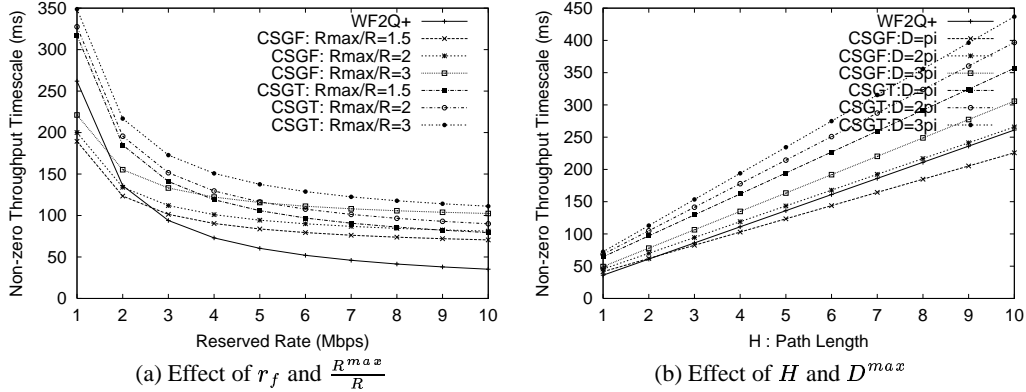 Non-zero Throughput Timescale (ms)
350
300
250
200
150
100
50
0
1 2 3 4 5 6 7 8 9 10
Reserved Rate (Mbps)
WF2Q+
CSGF: Rmax/R=1.5
CSGF: Rmax/R=2
CSGF: Rmax/R=3
CSGT: Rmax/R=1.5
CSGT: Rmax/R=2
CSGT: Rmax/R=3
(a) Effect of r_f and R^{max}/R
Non-zero Throughput Timescale (ms)
450
400
350
300
250
200
150
100
50
0
1 2 3 4 5 6 7 8 9 10
H : Path Length
WF2Q+
CSGF:D=pi
CSGF:D=2pi
CSGF:D=3pi
CSGT:D=pi
CSGT:D=2pi
CSGT:D=3pi
(b) Effect of H and D^{max}